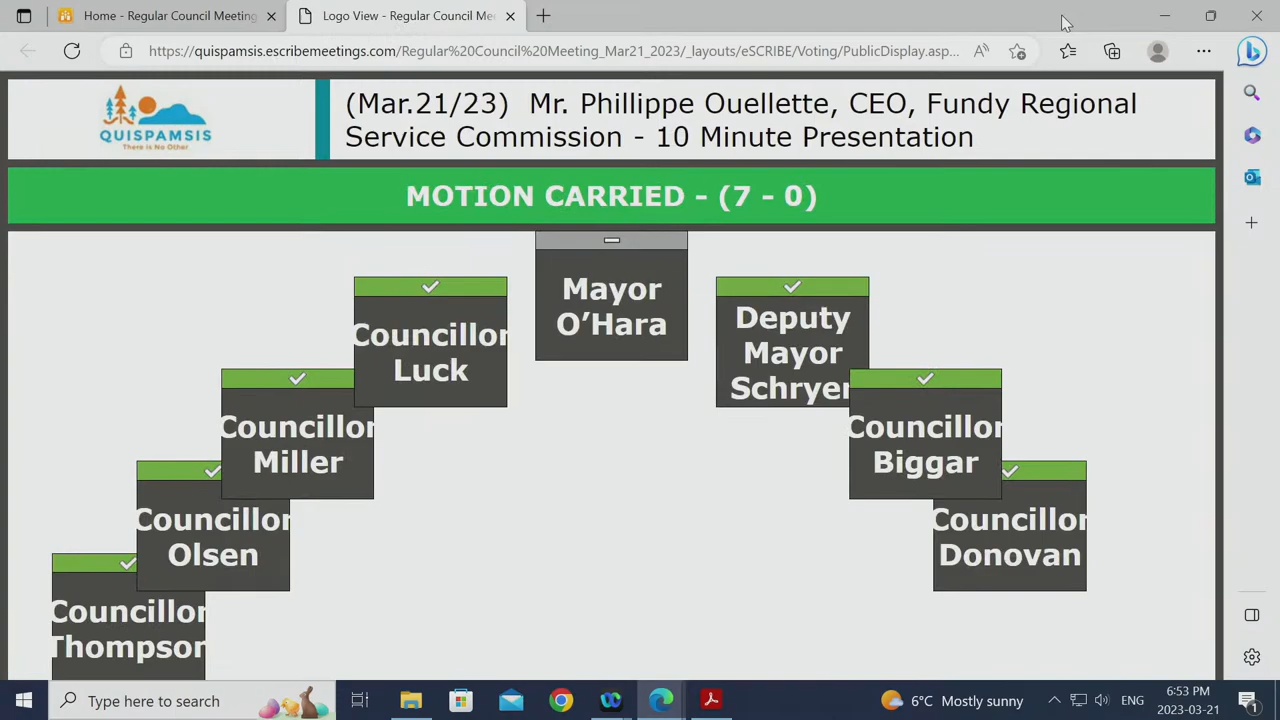 Home - Regular Council Meeting
Logo View - Regular Council Mee
https://quispamsis.escribemeetings.com/Regular%20Council%20Meeting_Mar21_2023/_layouts/eSCRIBE/Voting/PublicDisplay.asp...
QUISPAMSIS
There is No Other
(Mar.21/23) Mr. Phillippe Ouellette, CEO, Fundy Regional
Service Commission - 10 Minute Presentation
MOTION CARRIED - (7 - 0)
Mayor
O’Hara
Councillor
Luck
Deputy
Mayor
Schryer
Councillor
Miller
Councillor
Biggar
Councillor
Olsen
Councillor
Donovan
Councillor
Thompson
Type here to search
6°C Mostly sunny
ENG
6:53 PM
2023-03-21
1